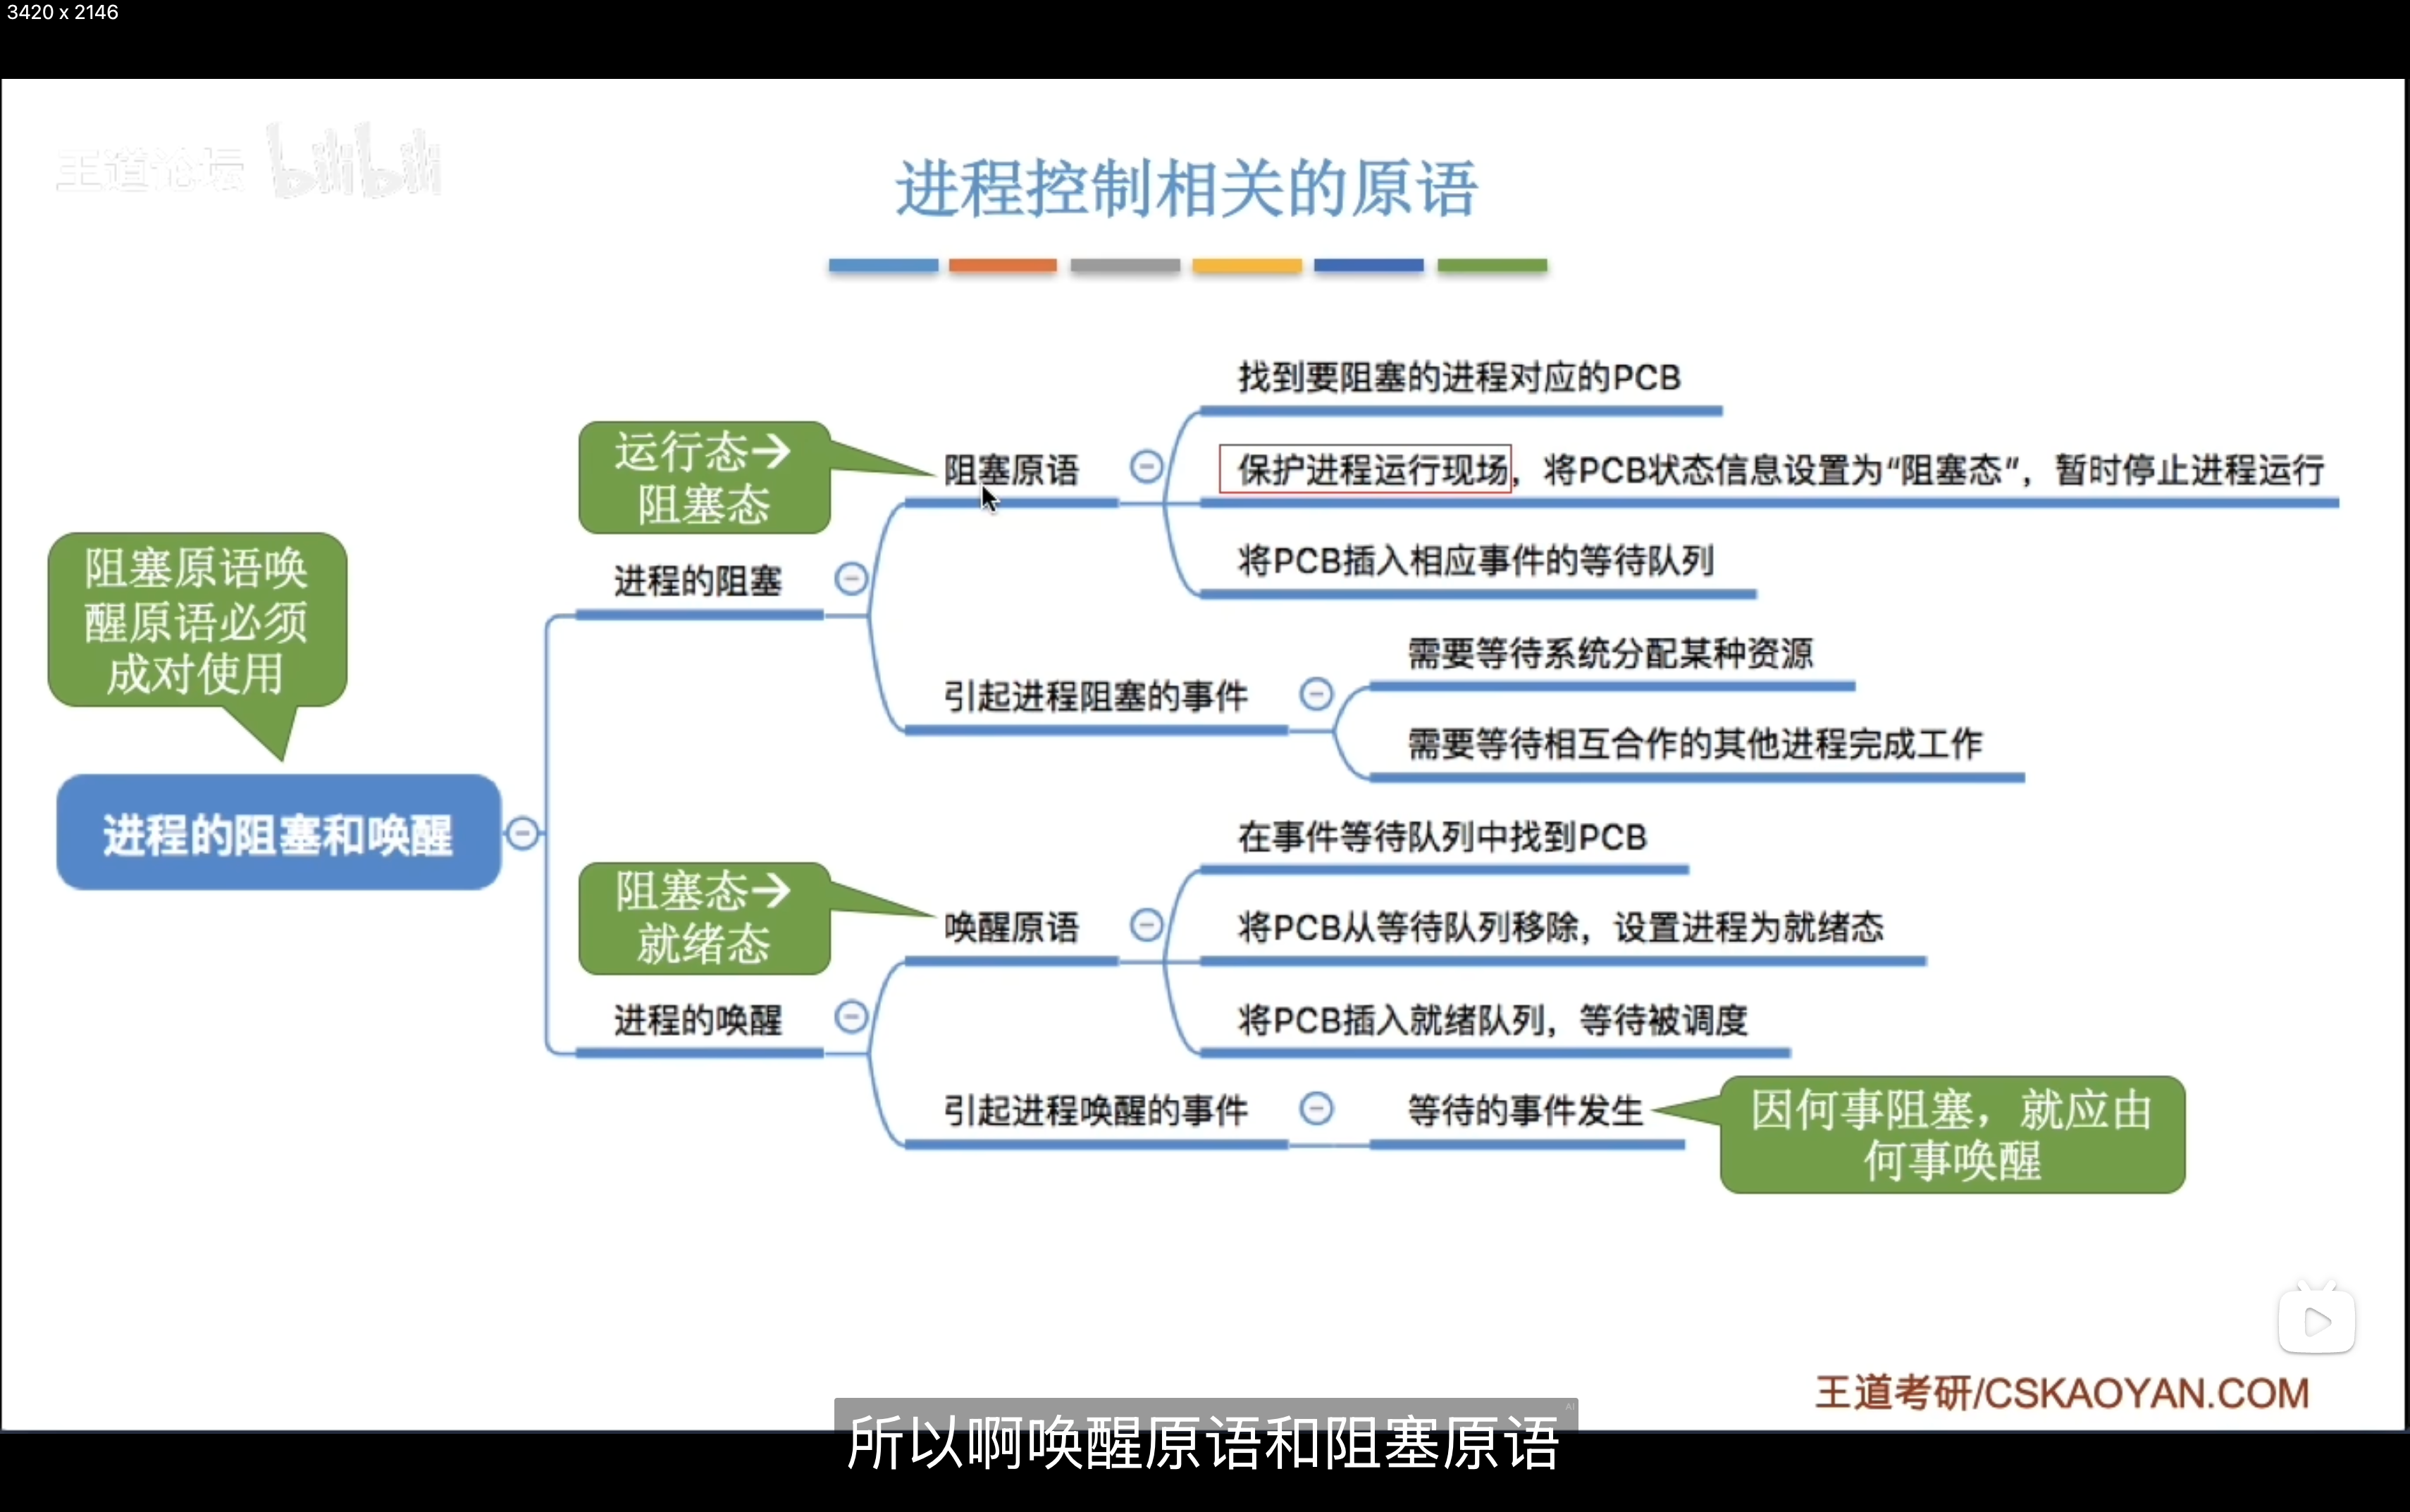 3420 x 2146
王道论坛 bilibili
进程控制相关的原语
找到要阻塞的进程对应的PCB
运行态→
阻塞态
阻塞原语
保护进程运行现场，将PCB状态信息设置为“阻塞态”，暂时停止进程运行
将PCB插入相应事件的等待队列
进程的阻塞
阻塞原语唤
醒原语必须
成对使用
需要等待系统分配某种资源
引起进程阻塞的事件
需要等待相互合作的其他进程完成工作
进程的阻塞和唤醒
在事件等待队列中找到PCB
阻塞态→
就绪态
唤醒原语
将PCB从等待队列移除，设置进程为就绪态
将PCB插入就绪队列，等待被调度
进程的唤醒
引起进程唤醒的事件
等待的事件发生
因何事阻塞，就应由
何事唤醒
王道考研/CSKAOYAN.COM
AI
所以啊唤醒原语和阻塞原语